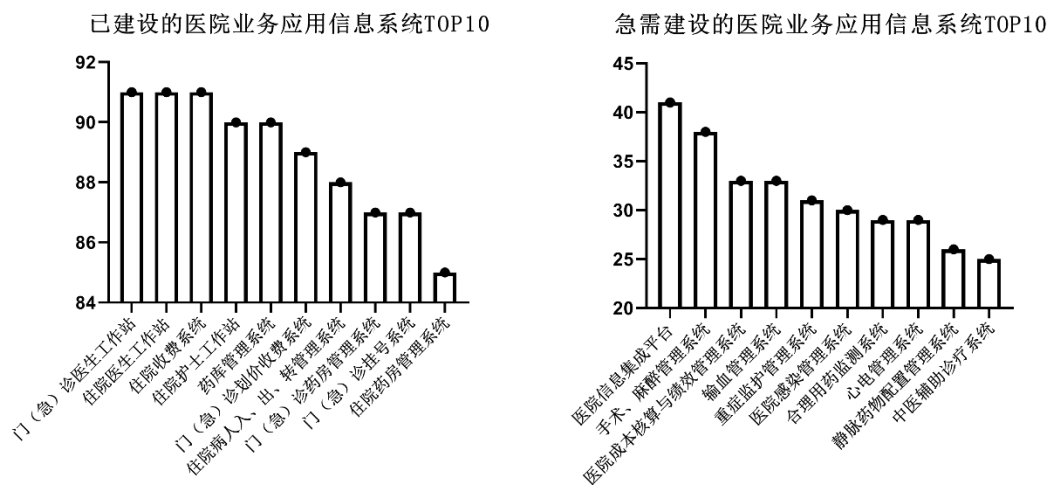 已建设的医院业务应用信息系统TOP10
92
90
88
86
84
门（急）诊医生工作站
住院医生工作站
住院收费系统
住院护士工作站
药库管理系统
门（急）诊划价收费系统
住院病人入、出、转管理系统
门（急）诊药房管理系统
门（急）诊挂号系统
住院药房管理系统
急需建设的医院业务应用信息系统TOP10
45
40
35
30
25
20
医院信息集成平台
手术、麻醉管理系统
医院成本核算与绩效管理系统
输血管理系统
重症监护管理系统
医院感染管理系统
合理用药监测系统
心电管理系统
静脉药物配置管理系统
中医辅助诊疗系统